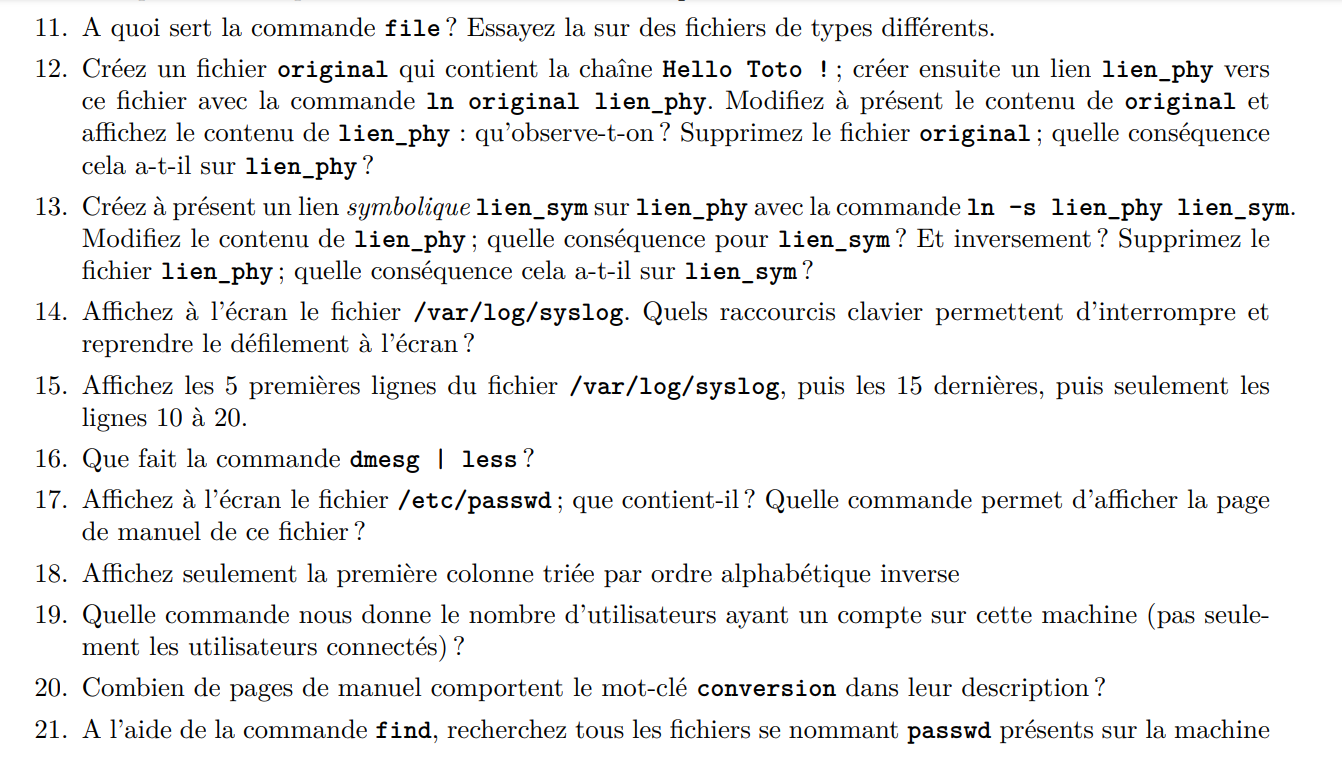 11. A quoi sert la commande file ? Essayez la sur des fichiers de types différents.
12. Créez un fichier original qui contient la chaîne Hello Toto ! ; créer ensuite un lien lien_phy vers
ce fichier avec la commande ln original lien_phy. Modifiez à présent le contenu de original et
affichez le contenu de lien_phy : qu'observe-t-on ? Supprimez le fichier original ; quelle conséquence
cela a-t-il sur lien_phy ?
13. Créez à présent un lien symbolique lien_sym sur lien_phy avec la commande ln -s lien_phy lien_sym.
Modifiez le contenu de lien_phy ; quelle conséquence pour lien_sym ? Et inversement ? Supprimez le
fichier lien_phy ; quelle conséquence cela a-t-il sur lien_sym ?
14. Affichez à l'écran le fichier /var/log/syslog. Quels raccourcis clavier permettent d'interrompre et
reprendre le défilement à l'écran ?
15. Affichez les 5 premières lignes du fichier /var/log/syslog, puis les 15 dernières, puis seulement les
lignes 10 à 20.
16. Que fait la commande dmesg | less ?
17. Affichez à l'écran le fichier /etc/passwd ; que contient-il ? Quelle commande permet d'afficher la page
de manuel de ce fichier ?
18. Affichez seulement la première colonne triée par ordre alphabétique inverse
19. Quelle commande nous donne le nombre d'utilisateurs ayant un compte sur cette machine (pas seule-
ment les utilisateurs connectés) ?
20. Combien de pages de manuel comportent le mot-clé conversion dans leur description ?
21. A l'aide de la commande find, recherchez tous les fichiers se nommant passwd présents sur la machine